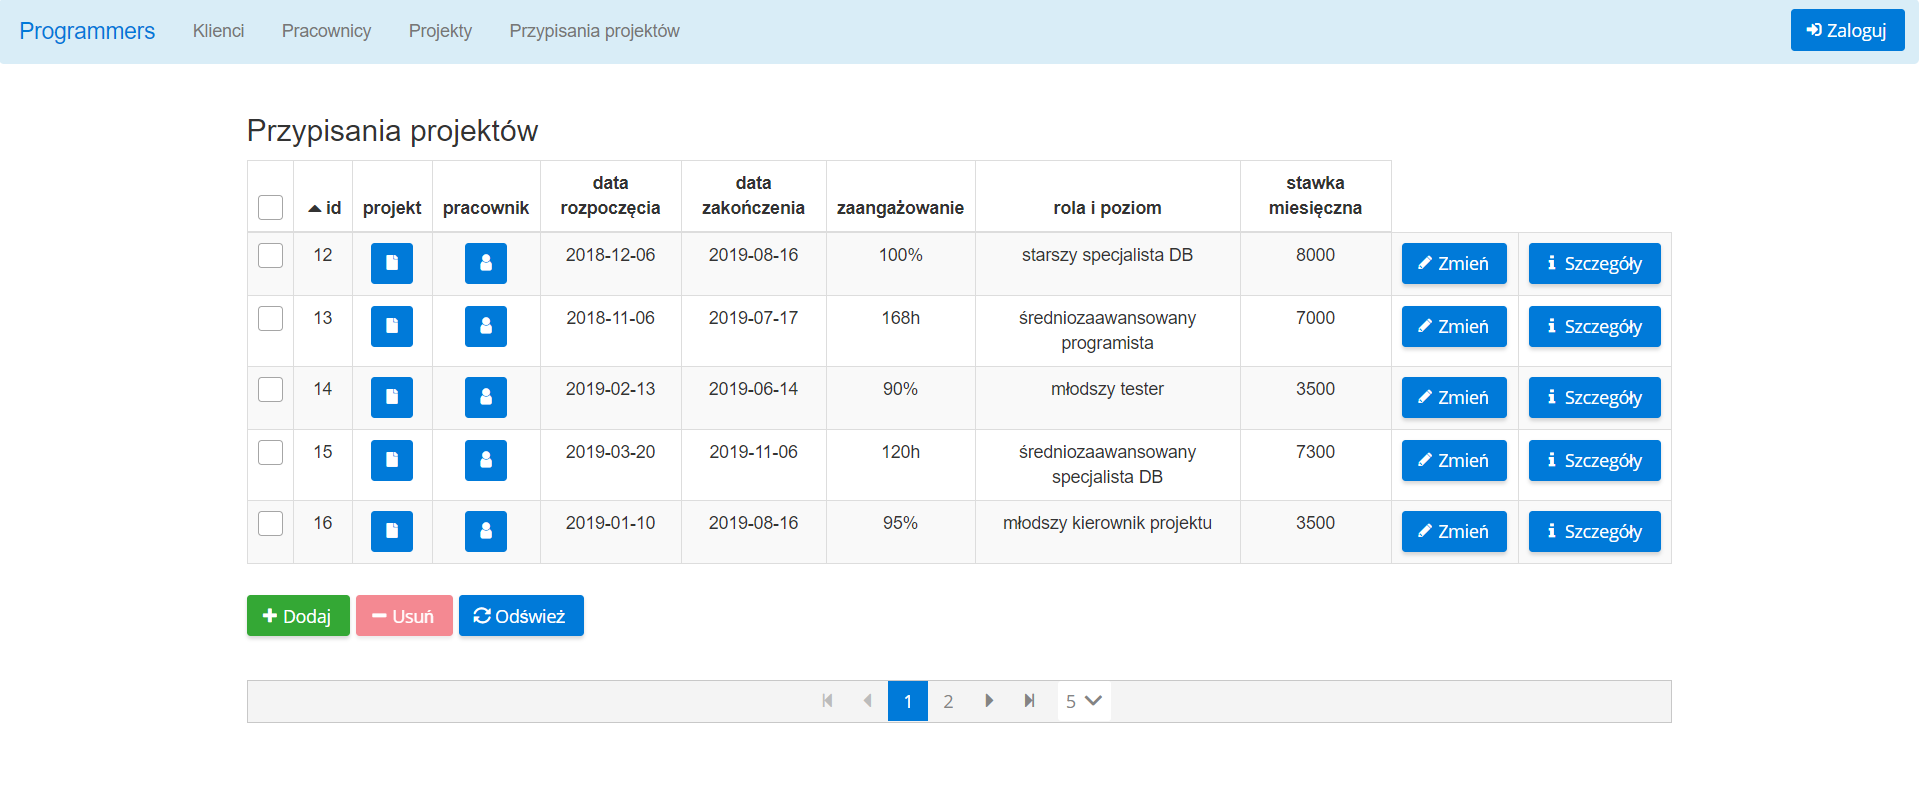 Programmers Klienci Pracownicy Projekty Przypisania projektów Zaloguj
Przypisania projektów
id projekt pracownik data rozpoczęcia data zakończenia zaangażowanie rola i poziom stawka miesięczna
12 2018-12-06 2019-08-16 100% starszy specjalista DB 8000 Zmień Szczegóły
13 2018-11-06 2019-07-17 168h średniozaawansowany programista 7000 Zmień Szczegóły
14 2019-02-13 2019-06-14 90% młodszy tester 3500 Zmień Szczegóły
15 2019-03-20 2019-11-06 120h średniozaawansowany specjalista DB 7300 Zmień Szczegóły
16 2019-01-10 2019-08-16 95% młodszy kierownik projektu 3500 Zmień Szczegóły
Dodaj Usuń Odśwież
1 2 5